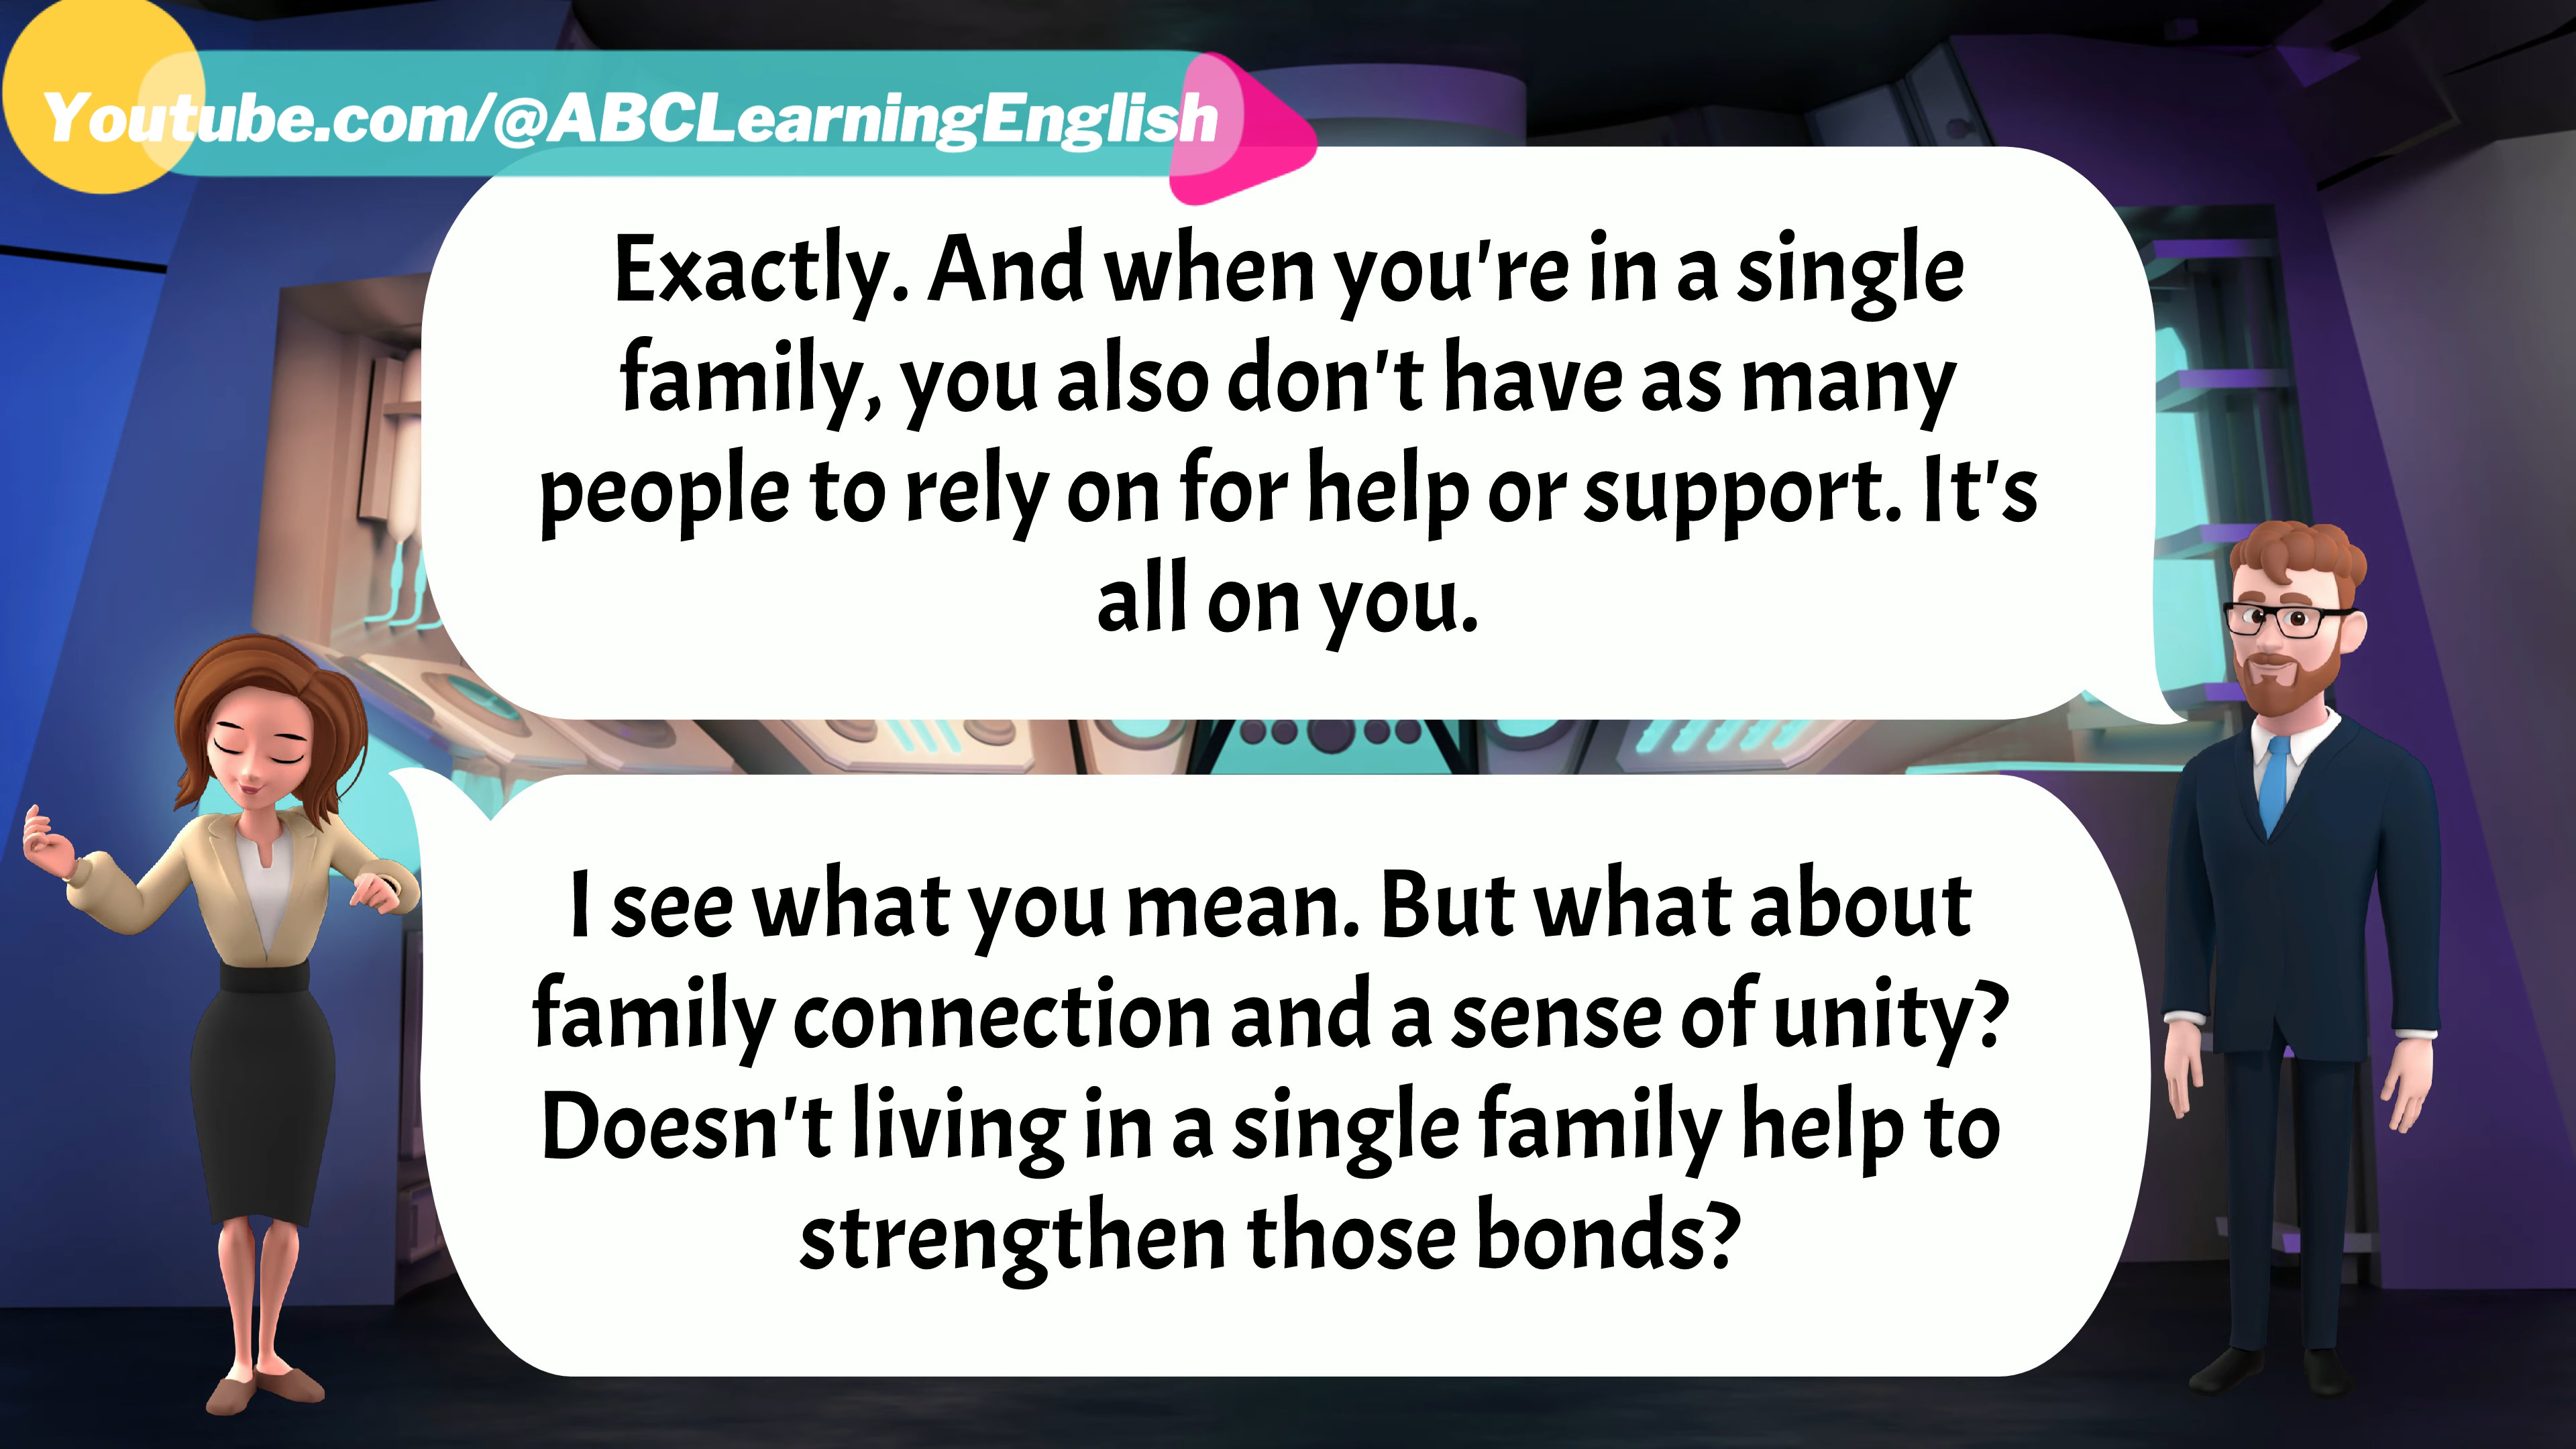 Youtube.com/@ABCLearningEnglish
Exactly. And when you're in a single
family, you also don't have as many
people to rely on for help or support. It's
all on you.
I see what you mean. But what about
family connection and a sense of unity?
Doesn't living in a single family help to
strengthen those bonds?